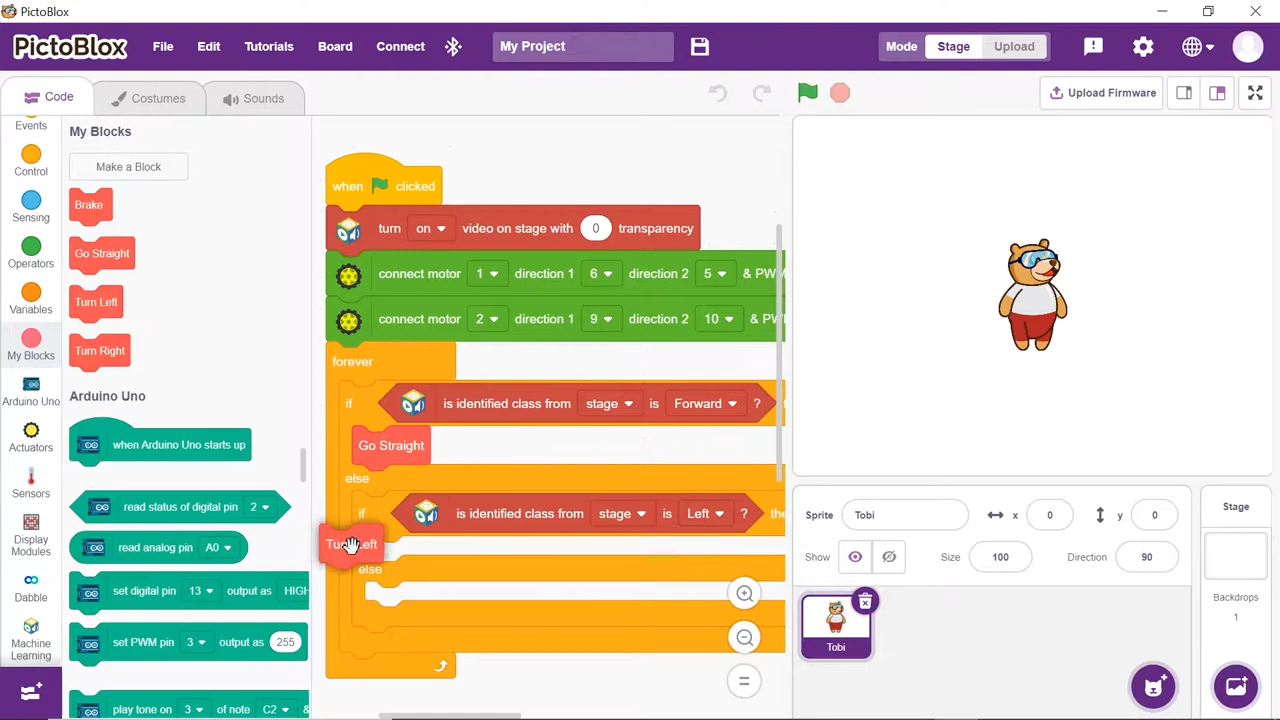 PictoBlox
PictoBlox File Edit Tutorials Board Connect My Project Mode Stage Upload
Code Costumes Sounds Upload Firmware
Events
Control
Sensing
Operators
Variables
My Blocks
Arduino Uno
Actuators
Sensors
Display
Modules
Dabble
Machine
Learning
My Blocks
Make a Block
Brake
Go Straight
Turn Left
Turn Right
Arduino Uno
when Arduino Uno starts up
read status of digital pin 2
read analog pin A0
set digital pin 13 output as HIGH
set PWM pin 3 output as 255
play tone on 3 of note C2 &
when clicked
turn on video on stage with 0 transparency
connect motor 1 direction 1 6 direction 2 5 & PWM
connect motor 2 direction 1 9 direction 2 10 & PWM
forever
if is identified class from stage is Forward ?
Go Straight
else
if is identified class from stage is Left ? the
Turn Left
else
Sprite Tobi x 0 y 0
Show Size 100 Direction 90
Tobi
Stage
Backdrops
1